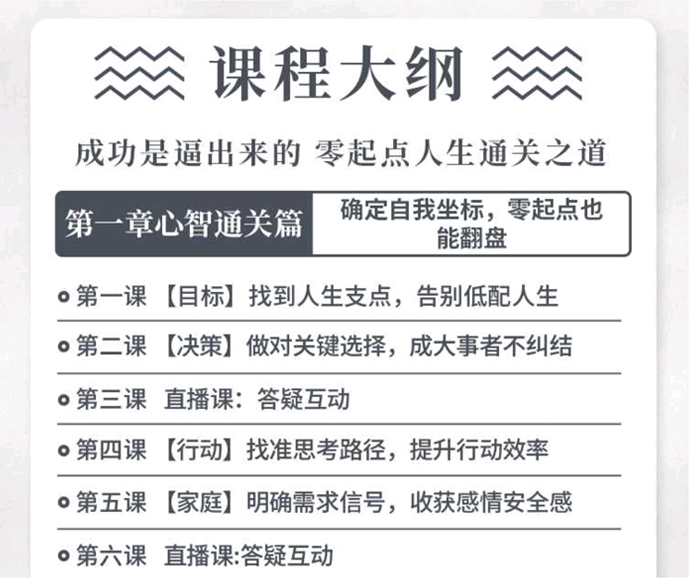 课程大纲
成功是逼出来的 零起点人生通关之道
第一章心智通关篇
确定自我坐标，零起点也
能翻盘
第一课 【目标】找到人生支点，告别低配人生
第二课 【决策】做对关键选择，成大事者不纠结
第三课 直播课：答疑互动
第四课 【行动】找准思考路径，提升行动效率
第五课 【家庭】明确需求信号，收获感情安全感
第六课 直播课:答疑互动